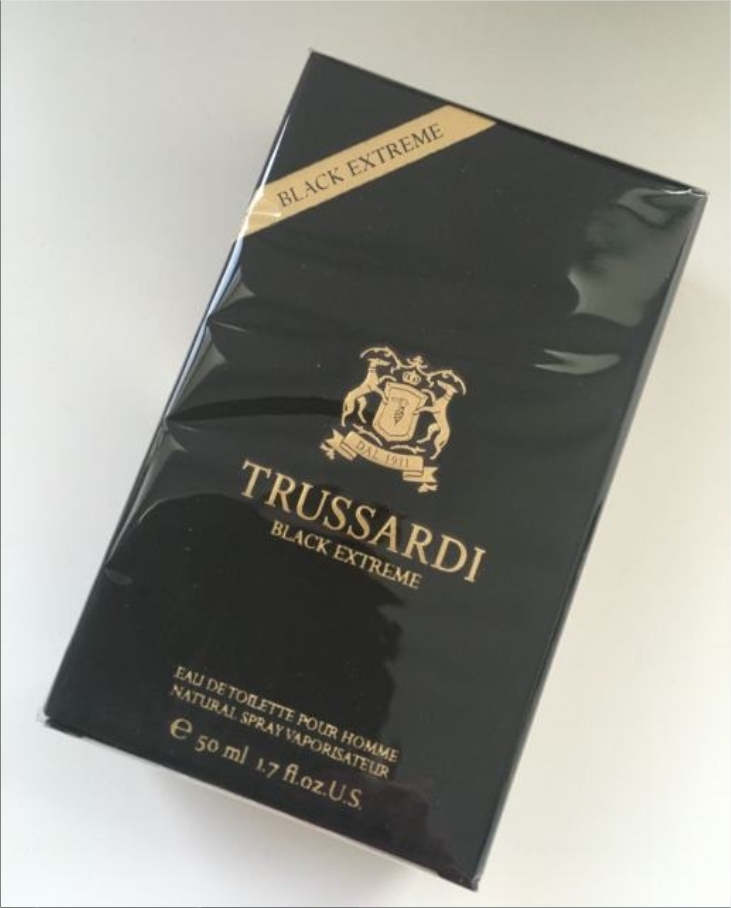 BLACK EXTREME
DAL 1911
TRUSSARDI
BLACK EXTREME
EAU DE TOILETTE POUR HOMME
NATURAL SPRAY VAPORISATEUR
e 50 ml 1.7 fl.oz.U.S.